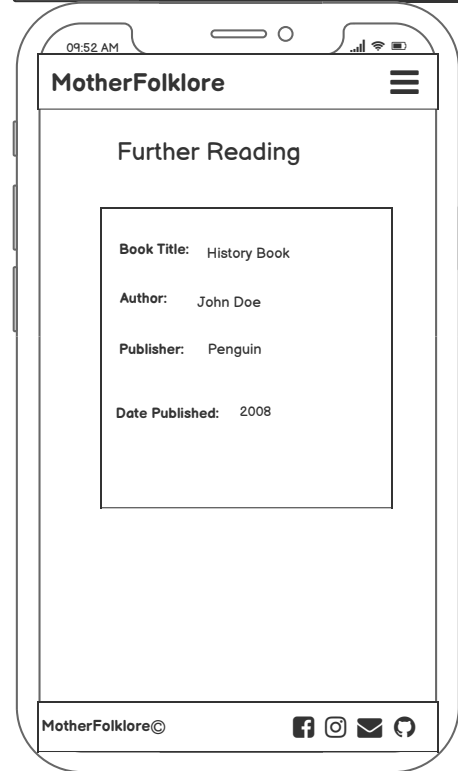 09:52 AM
MotherFolklore
Further Reading
Book Title: History Book
Author: John Doe
Publisher: Penguin
Date Published: 2008
MotherFolklore©